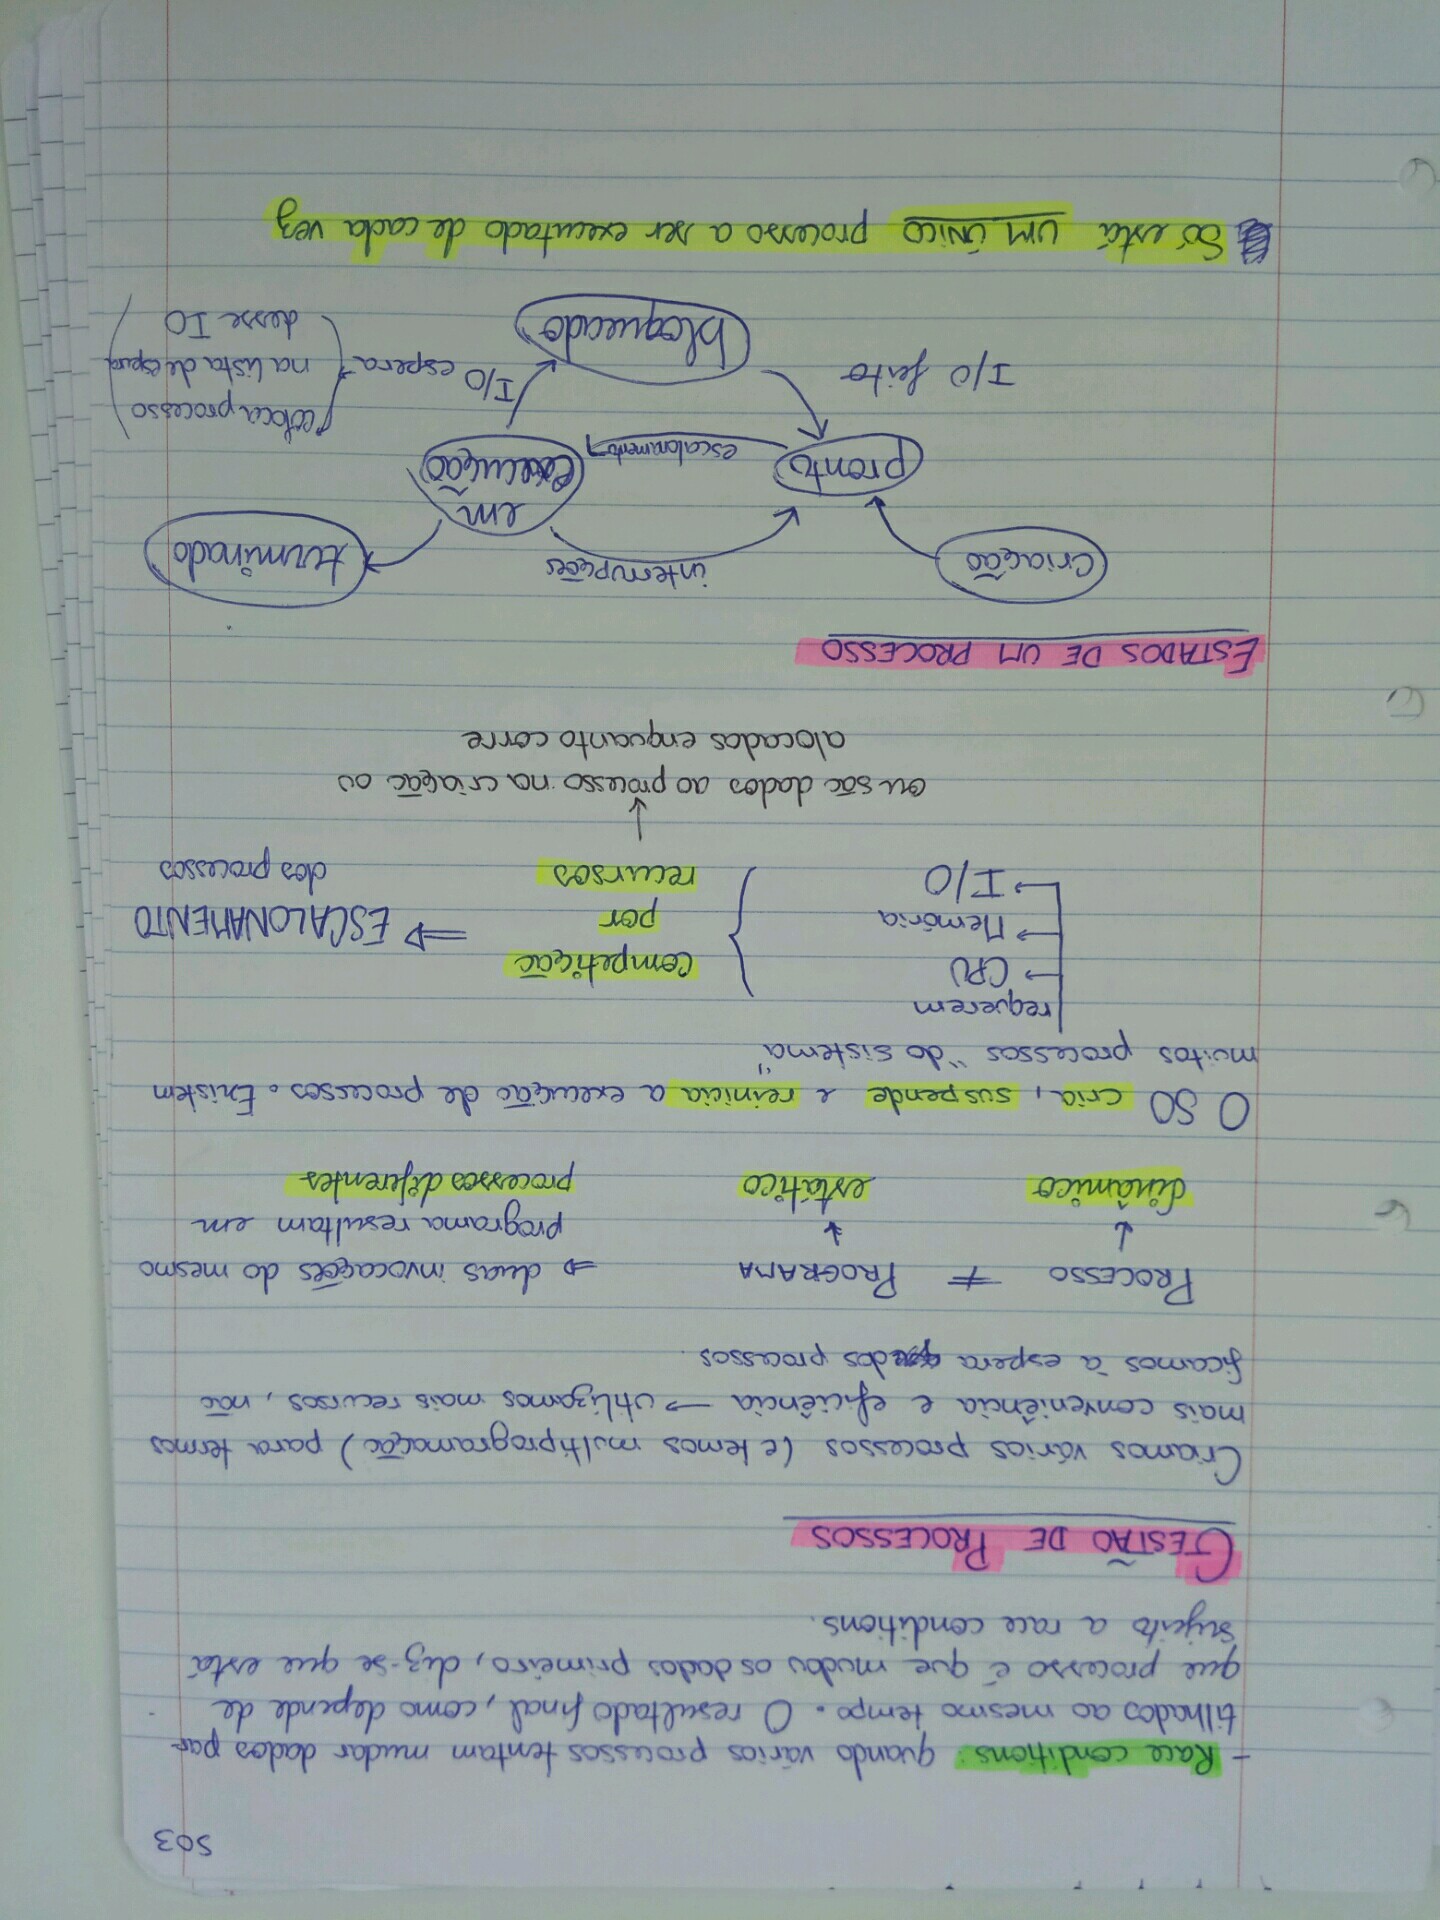 SO3
- Race conditions: quando vários processos tentam mudar dados par-
tilhados ao mesmo tempo. O resultado final, como depende de
que processo é que mudou os dados primeiro, diz-se que está
sujeito a race conditions.
GESTÃO DE PROCESSOS
Criamos vários processos (e temos multiprogramação) para termos
mais conveniência e eficiência → utilizamos mais recursos, não
ficamos à espera dos processos.
PROCESSO ≠ PROGRAMA ⇒ duas invocações do mesmo
↓ ↓ programa resultam em
dinâmico estático processos diferentes
O SO cria, suspende e reinicia a execução de processos. Existem
muitos processos "do sistema"
requerem
→ CPU
→ Memória
→ I/O
competição
por
recursos
⇒ ESCALONAMENTO
dos processos
↓
ou são dados ao processo na criação ou
alocados enquanto corre
ESTADOS DE UM PROCESSO
criação
interrupções
terminado
em
execução
pronto
escalonamento
I/O feito
I/O espera →
bloqueado
coloca processo
na lista de espera
desse IO
Só está UM ÚNICO processo a ser executado de cada vez